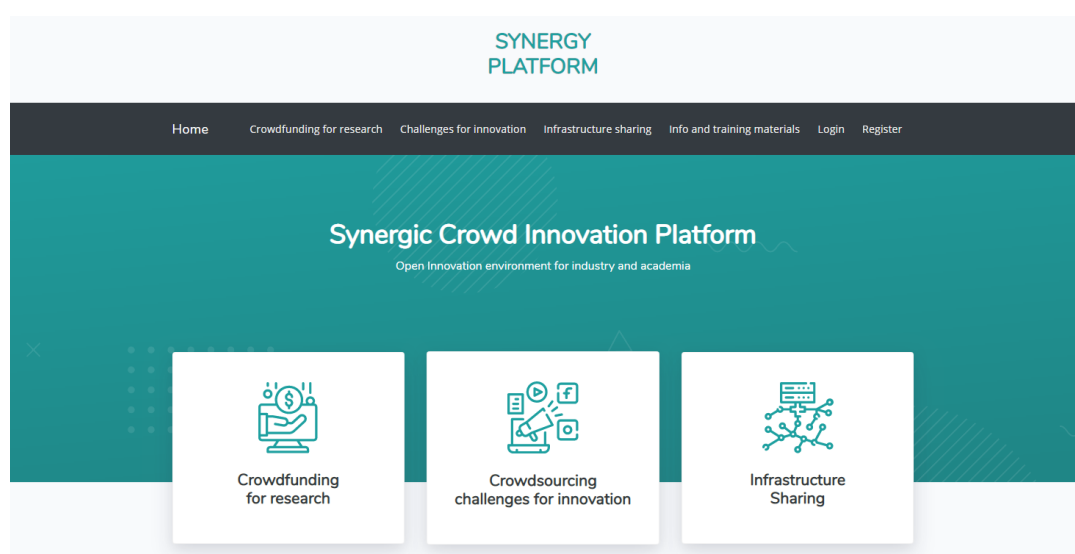 SYNERGY
PLATFORM
Home Crowdfunding for research Challenges for innovation Infrastructure sharing Info and training materials Login Register
Synergic Crowd Innovation Platform
Open Innovation environment for industry and academia
Crowdfunding
for research
Crowdsourcing
challenges for innovation
Infrastructure
Sharing